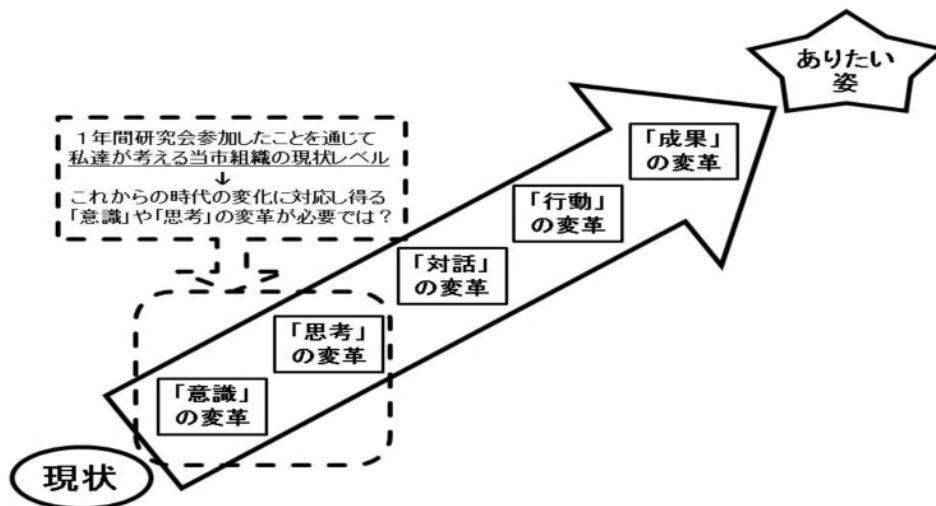 ありたい
姿
１年間研究会参加したことを通じて
私達が考える当市組織の現状レベル
↓
これからの時代の変化に対応し得る
「意識」や「思考」の変革が必要では？
「成果」
の変革
「行動」
の変革
「対話」
の変革
「思考」
の変革
「意識」
の変革
現状